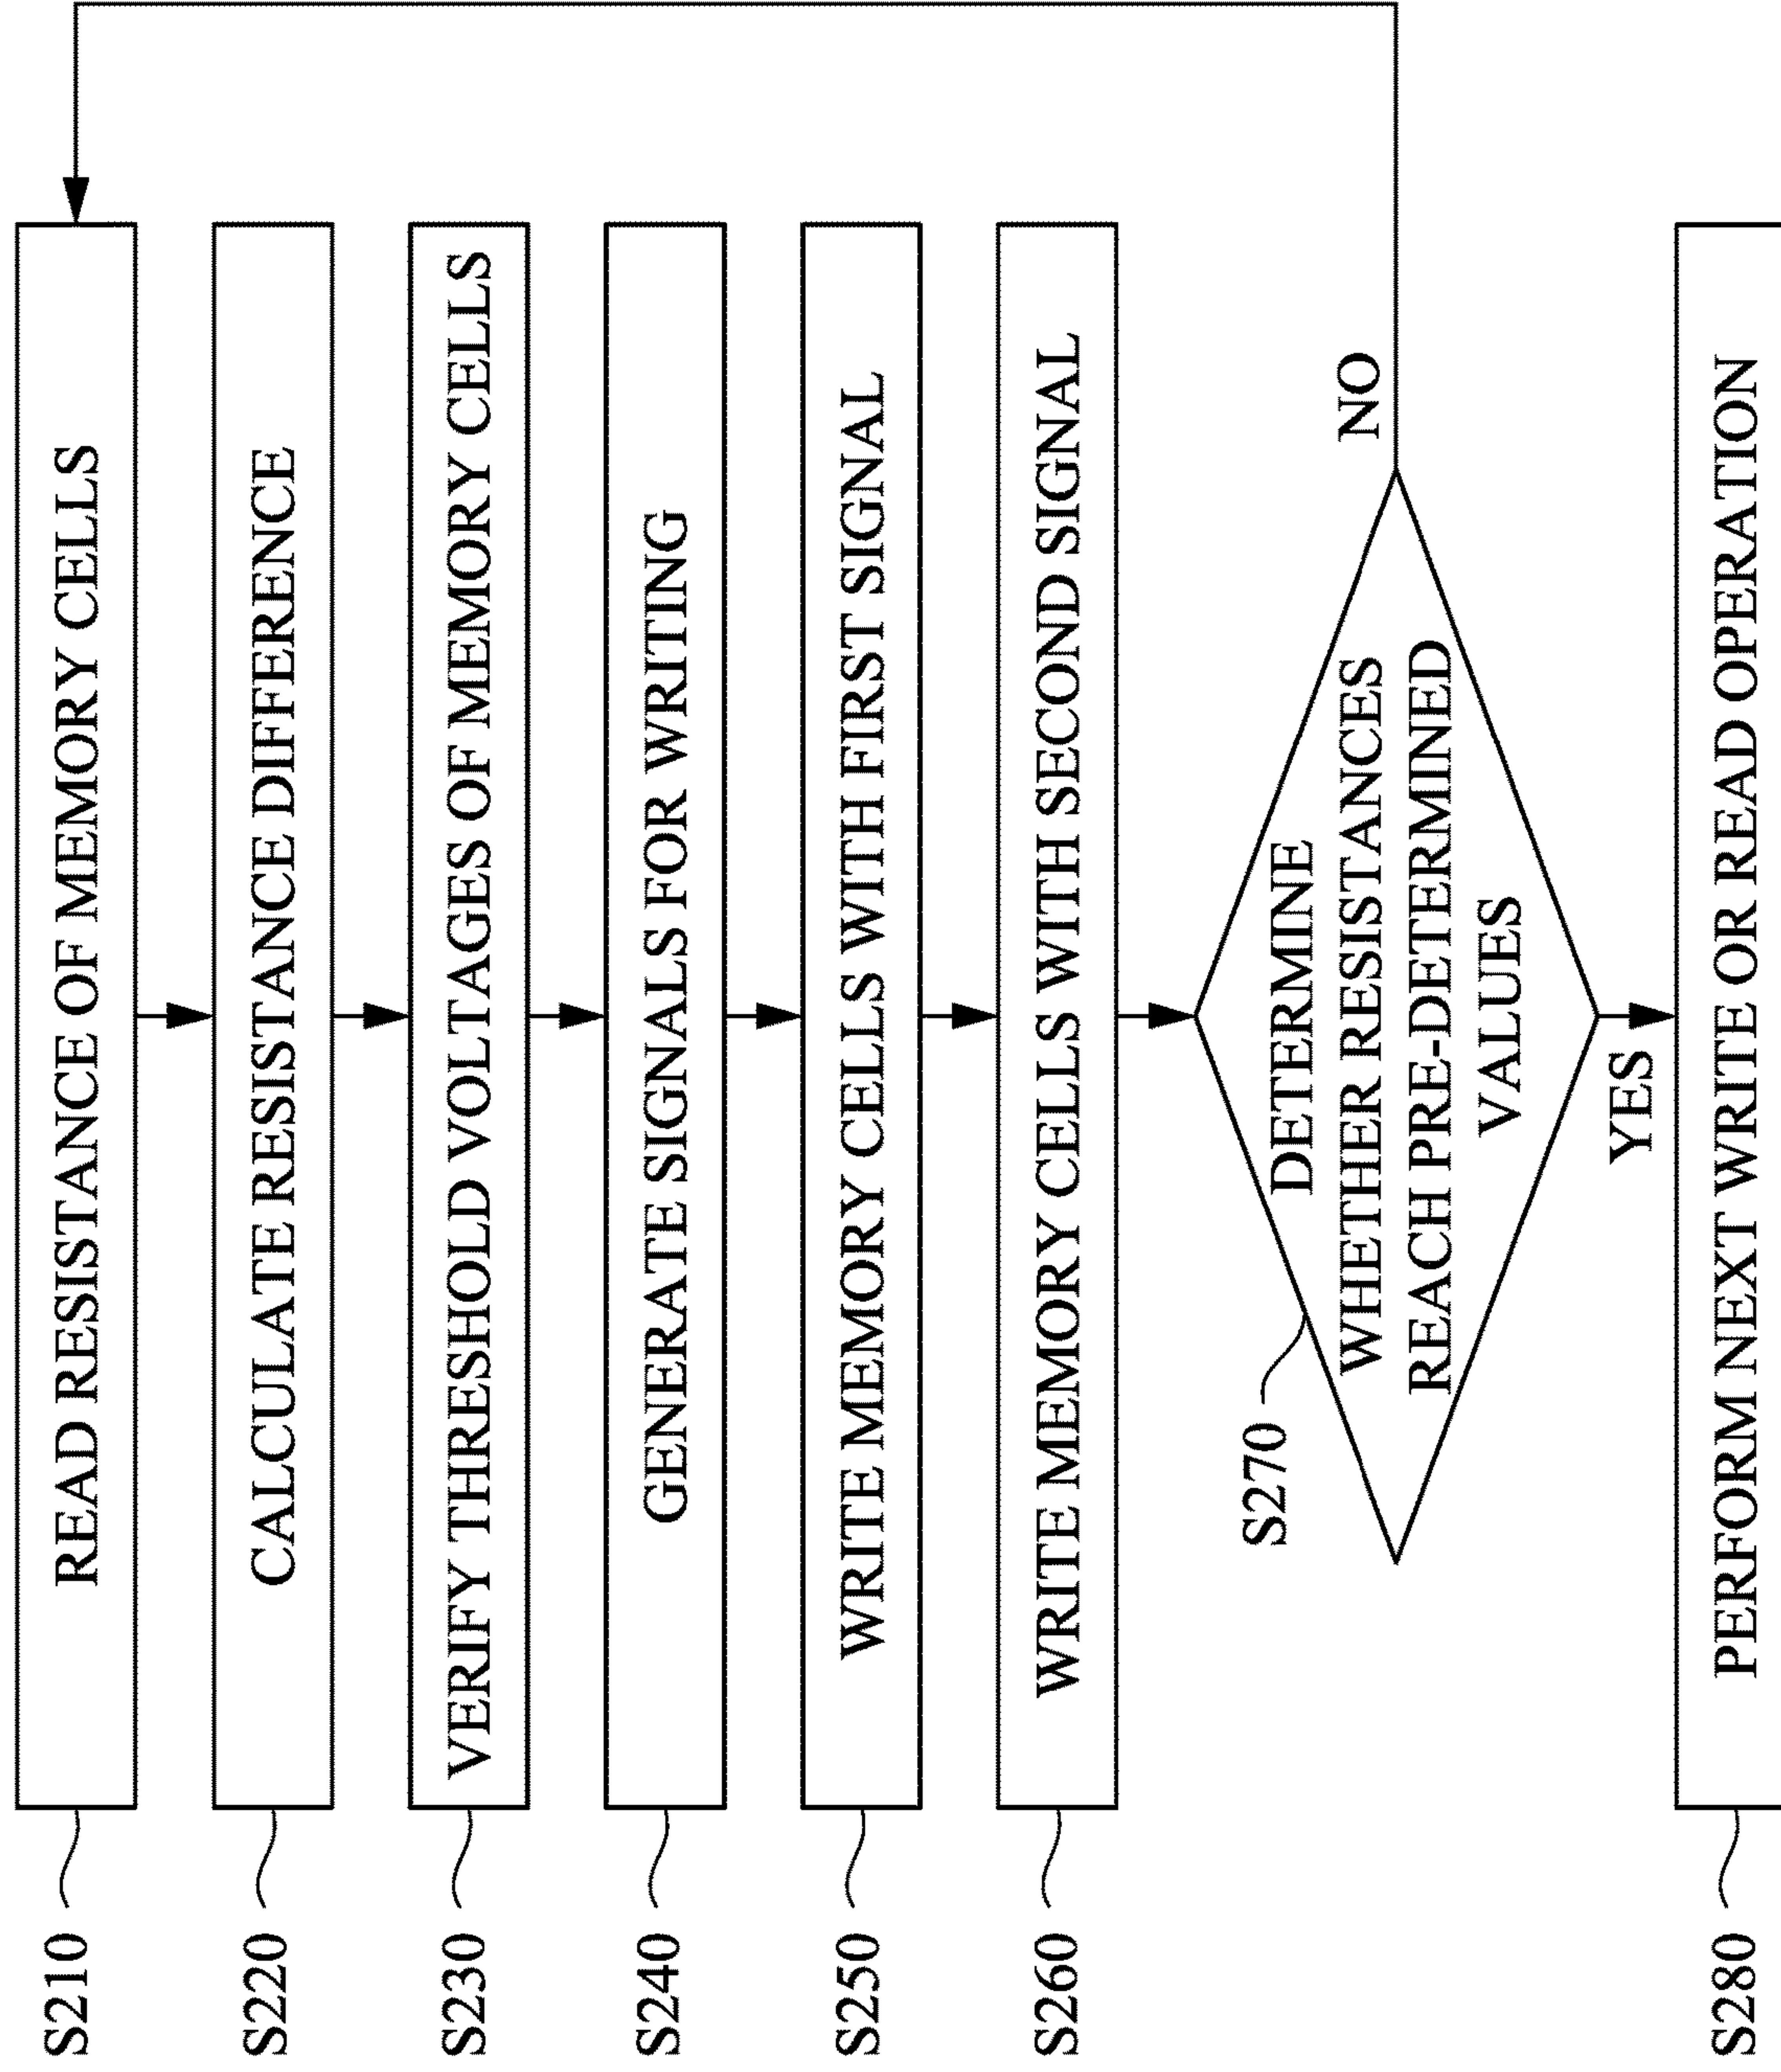 S210
READ RESISTANCE OF MEMORY CELLS
S220
CALCULATE RESISTANCE DIFFERENCE
S230
VERIFY THRESHOLD VOLTAGES OF MEMORY CELLS
S240
GENERATE SIGNALS FOR WRITING
S250
WRITE MEMORY CELLS WITH FIRST SIGNAL
S260
WRITE MEMORY CELLS WITH SECOND SIGNAL
S270
DETERMINE
WHETHER RESISTANCES
REACH PRE-DETERMINED
VALUES
NO
YES
S280
PERFORM NEXT WRITE OR READ OPERATION